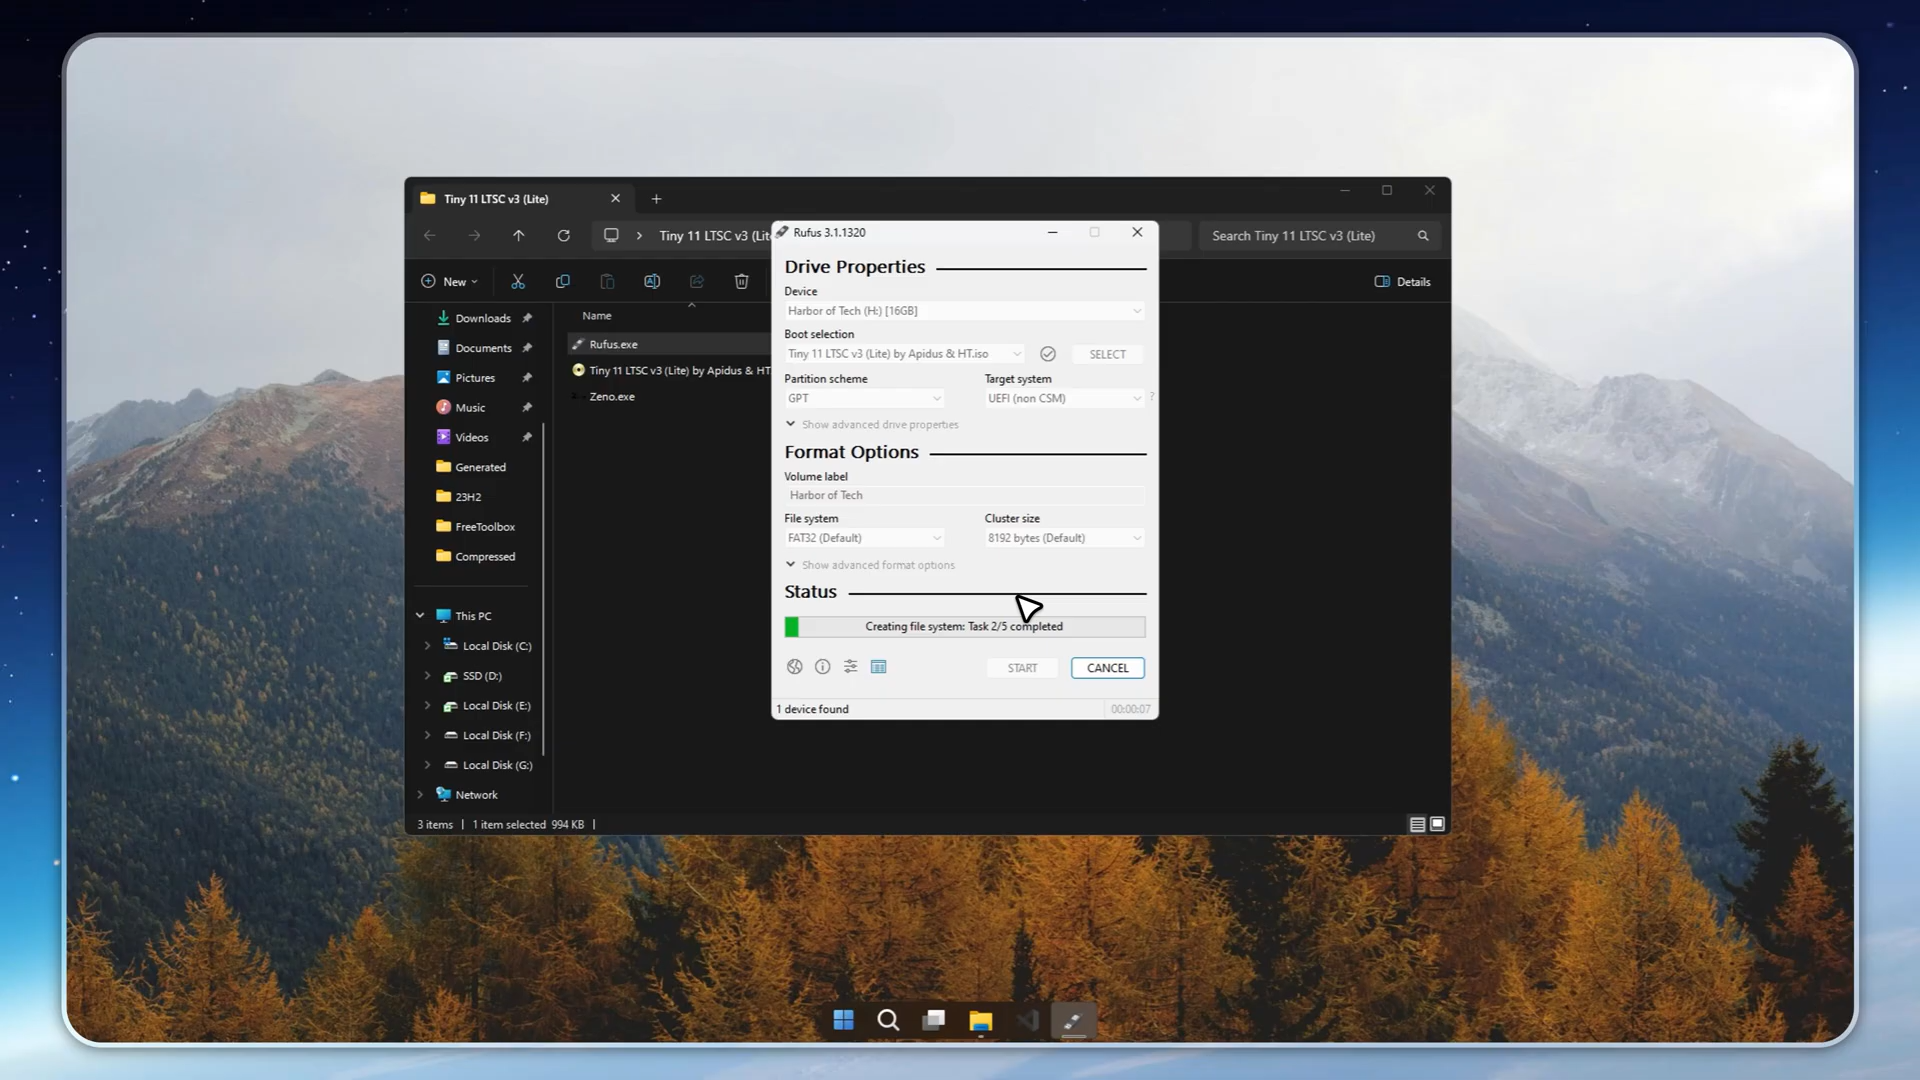 Tiny 11 LTSC v3 (Lite)
Tiny 11 LTSC v3 (Lite)
Search Tiny 11 LTSC v3 (Lite)
New
Details
Downloads
Documents
Pictures
Music
Videos
Generated
23H2
FreeToolbox
Compressed
This PC
Local Disk (C:)
SSD (D:)
Local Disk (E:)
Local Disk (F:)
Local Disk (G:)
Network
Name
Rufus.exe
Tiny 11 LTSC v3 (Lite) by Apidus & HT
Zeno.exe
3 items | 1 item selected 994 KB |
Rufus 3.1.1320
Drive Properties
Device
Harbor of Tech (H:) [16GB]
Boot selection
Tiny 11 LTSC v3 (Lite) by Apidus & HT.iso
SELECT
Partition scheme
Target system
GPT
UEFI (non CSM)
?
Show advanced drive properties
Format Options
Volume label
Harbor of Tech
File system
Cluster size
FAT32 (Default)
8192 bytes (Default)
Show advanced format options
Status
Creating file system: Task 2/5 completed
START
CANCEL
1 device found
00:00:07